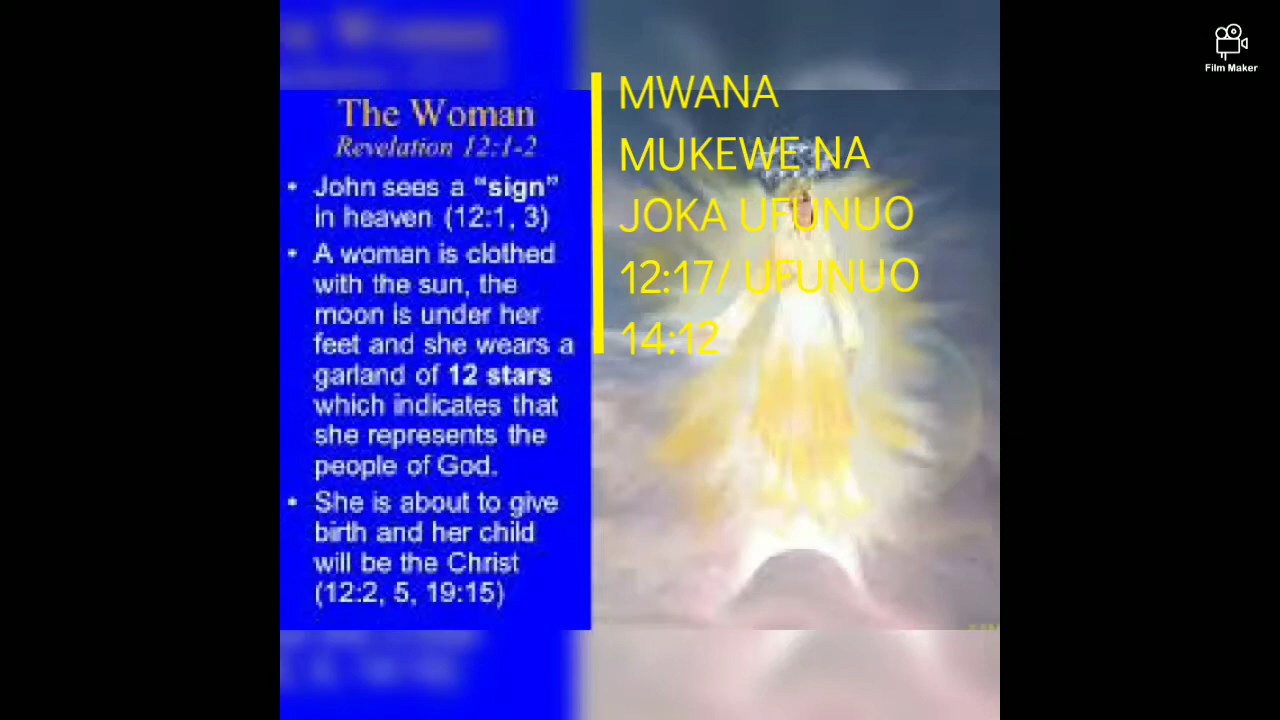 The Woman
Revelation 12:1-2
• John sees a “sign”
in heaven (12:1, 3)
• A woman is clothed
with the sun, the
moon is under her
feet and she wears a
garland of 12 stars
which indicates that
she represents the
people of God.
• She is about to give
birth and her child
will be the Christ
(12:2, 5, 19:15)
MWANA
MUKEWE NA
JOKA UFUNUO
12:17/ UFUNUO
14:12
Film Maker